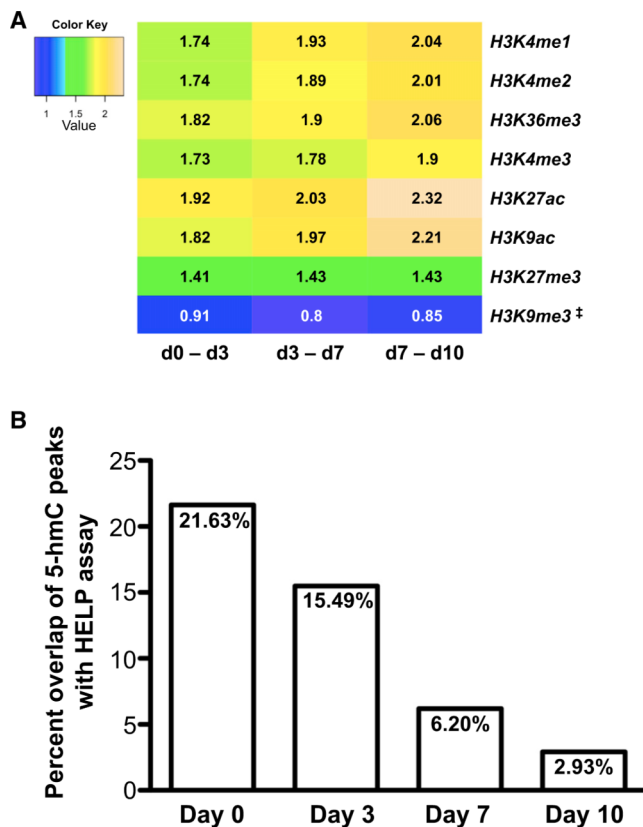 A
Color Key
1 1.5 2
Value
1.74 1.93 2.04 H3K4me1
1.74 1.89 2.01 H3K4me2
1.82 1.9 2.06 H3K36me3
1.73 1.78 1.9 H3K4me3
1.92 2.03 2.32 H3K27ac
1.82 1.97 2.21 H3K9ac
1.41 1.43 1.43 H3K27me3
0.91 0.8 0.85 H3K9me3 ‡
d0 – d3 d3 – d7 d7 – d10
B
Percent overlap of 5-hmC peaks
with HELP assay
25
20
15
10
5
0
21.63%
15.49%
6.20%
2.93%
Day 0 Day 3 Day 7 Day 10